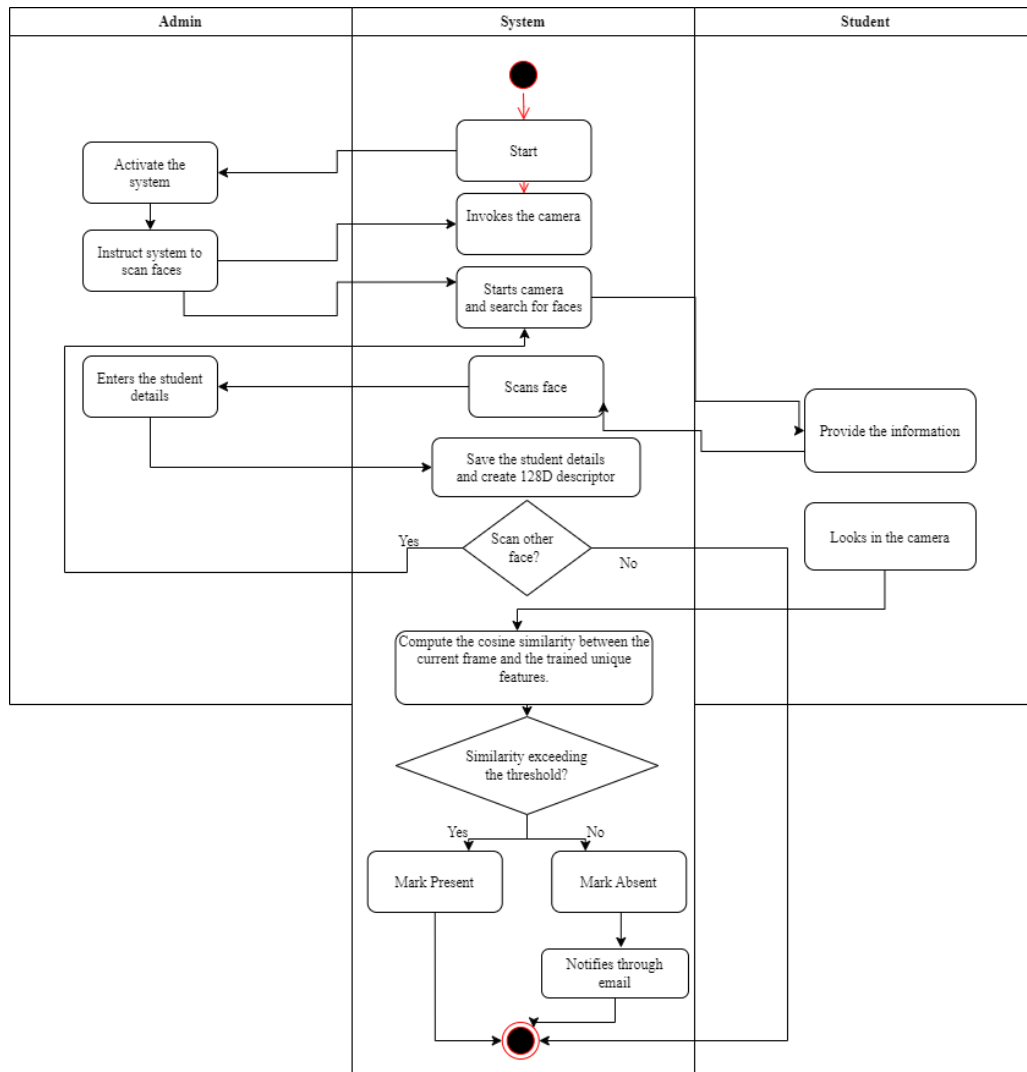 Admin
System
Student
Start
Activate the
system
Invokes the camera
Instruct system to
scan faces
Starts camera
and search for faces
Enters the student
details
Scans face
Provide the information
Save the student details
and create 128D descriptor
Looks in the camera
Yes
Scan other
face?
No
Compute the cosine similarity between the
current frame and the trained unique
features.
Similarity exceeding
the threshold?
Yes
No
Mark Present
Mark Absent
Notifies through
email